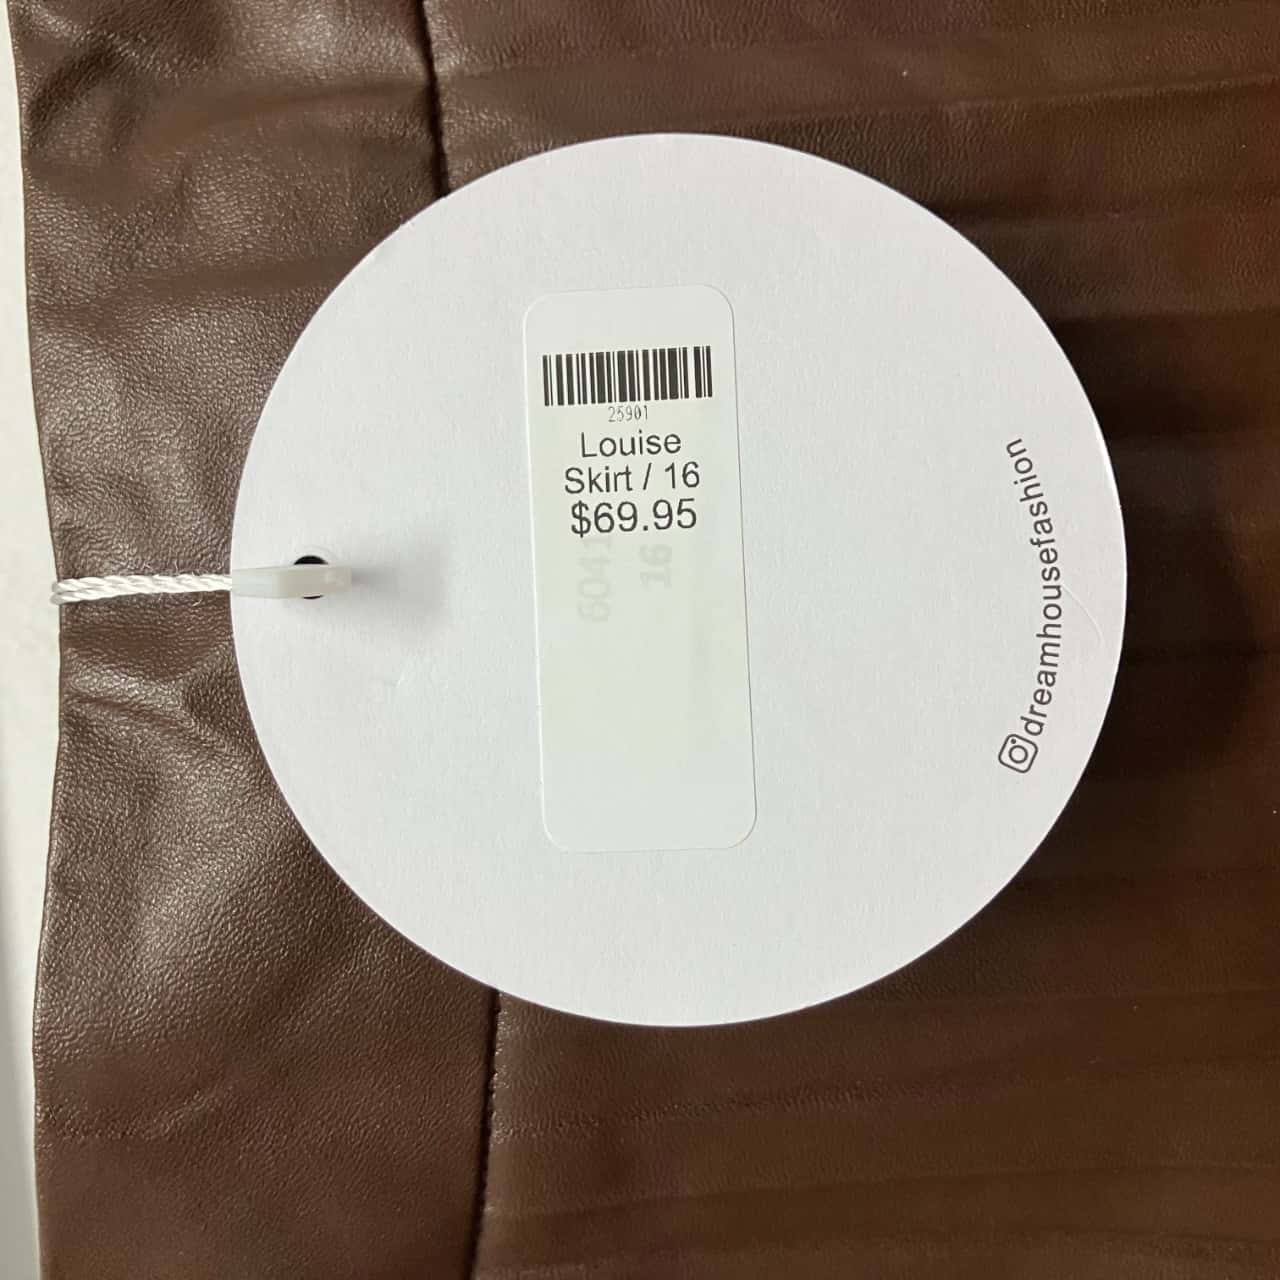 25901
Louise
Skirt / 16
$69.95
16
dreamhousefashion